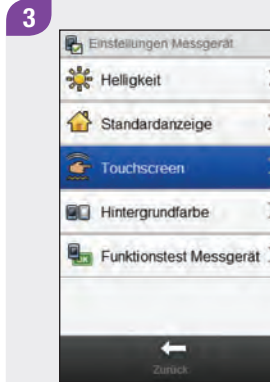 3
Einstellungen Messgerät
Helligkeit
Standardanzeige
Touchscreen
Hintergrundfarbe
Funktionstest Messgerät
Zurück